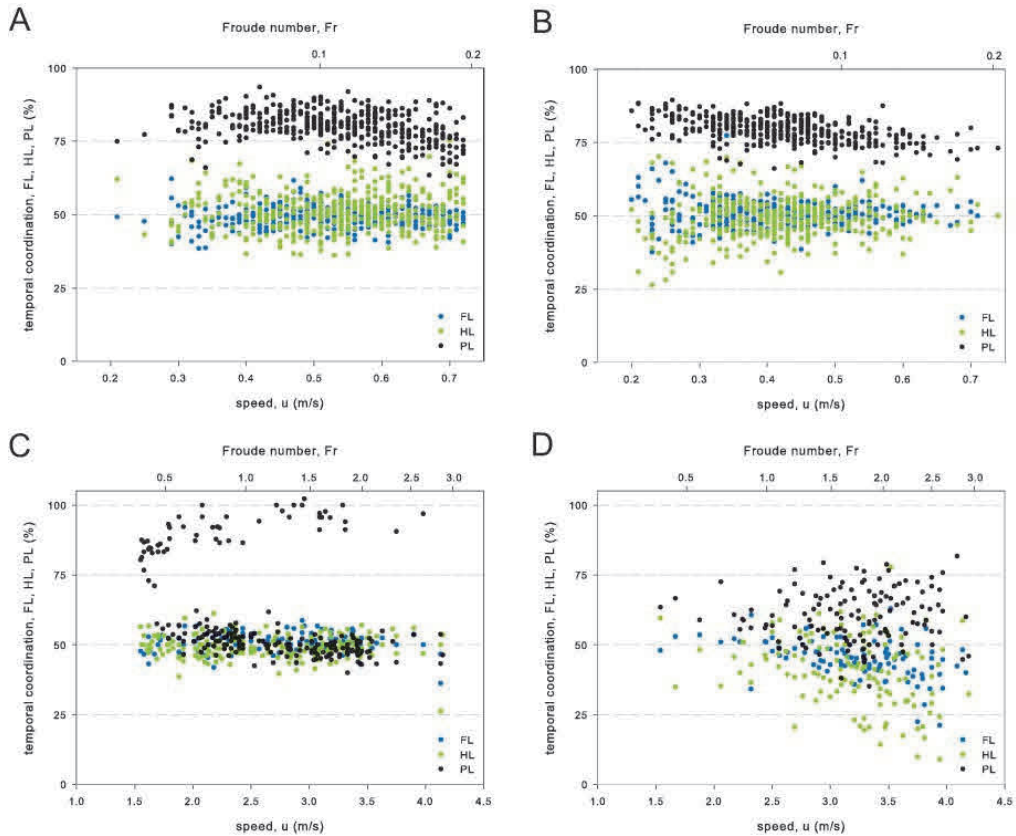 A
Froude number, Fr
0.1
0.2
100
75
50
25
0
temporal coordination, FL, HL, PL (%)
FL
HL
PL
0.2
0.3
0.4
0.5
0.6
0.7
speed, u (m/s)
B
Froude number, Fr
0.1
0.2
100
75
50
25
0
temporal coordination, FL, HL, PL (%)
FL
HL
PL
0.2
0.3
0.4
0.5
0.6
0.7
speed, u (m/s)
C
Froude number, Fr
0.5
1.0
1.5
2.0
2.5
3.0
100
75
50
25
0
temporal coordination, FL, HL, PL (%)
FL
HL
PL
1.0
1.5
2.0
2.5
3.0
3.5
4.0
4.5
speed, u (m/s)
D
Froude number, Fr
0.5
1.0
1.5
2.0
2.5
3.0
100
75
50
25
0
temporal coordination, FL, HL, PL (%)
FL
HL
PL
1.0
1.5
2.0
2.5
3.0
3.5
4.0
4.5
speed, u (m/s)